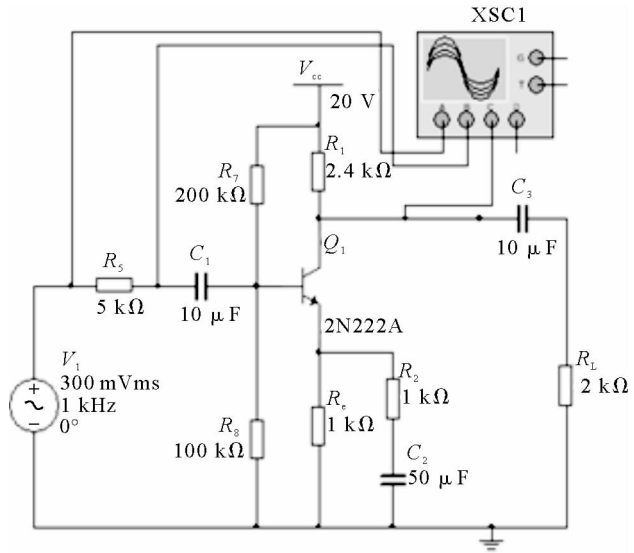 XSC1
G
T
A
B
C
D
Vcc
20 V
R1
2.4 kΩ
R7
200 kΩ
C3
10 μF
Q1
R5
5 kΩ
C1
10 μF
2N222A
V1
300 mVms
1 kHz
0°
R2
1 kΩ
RL
2 kΩ
Re
1 kΩ
R8
100 kΩ
C2
50 μF